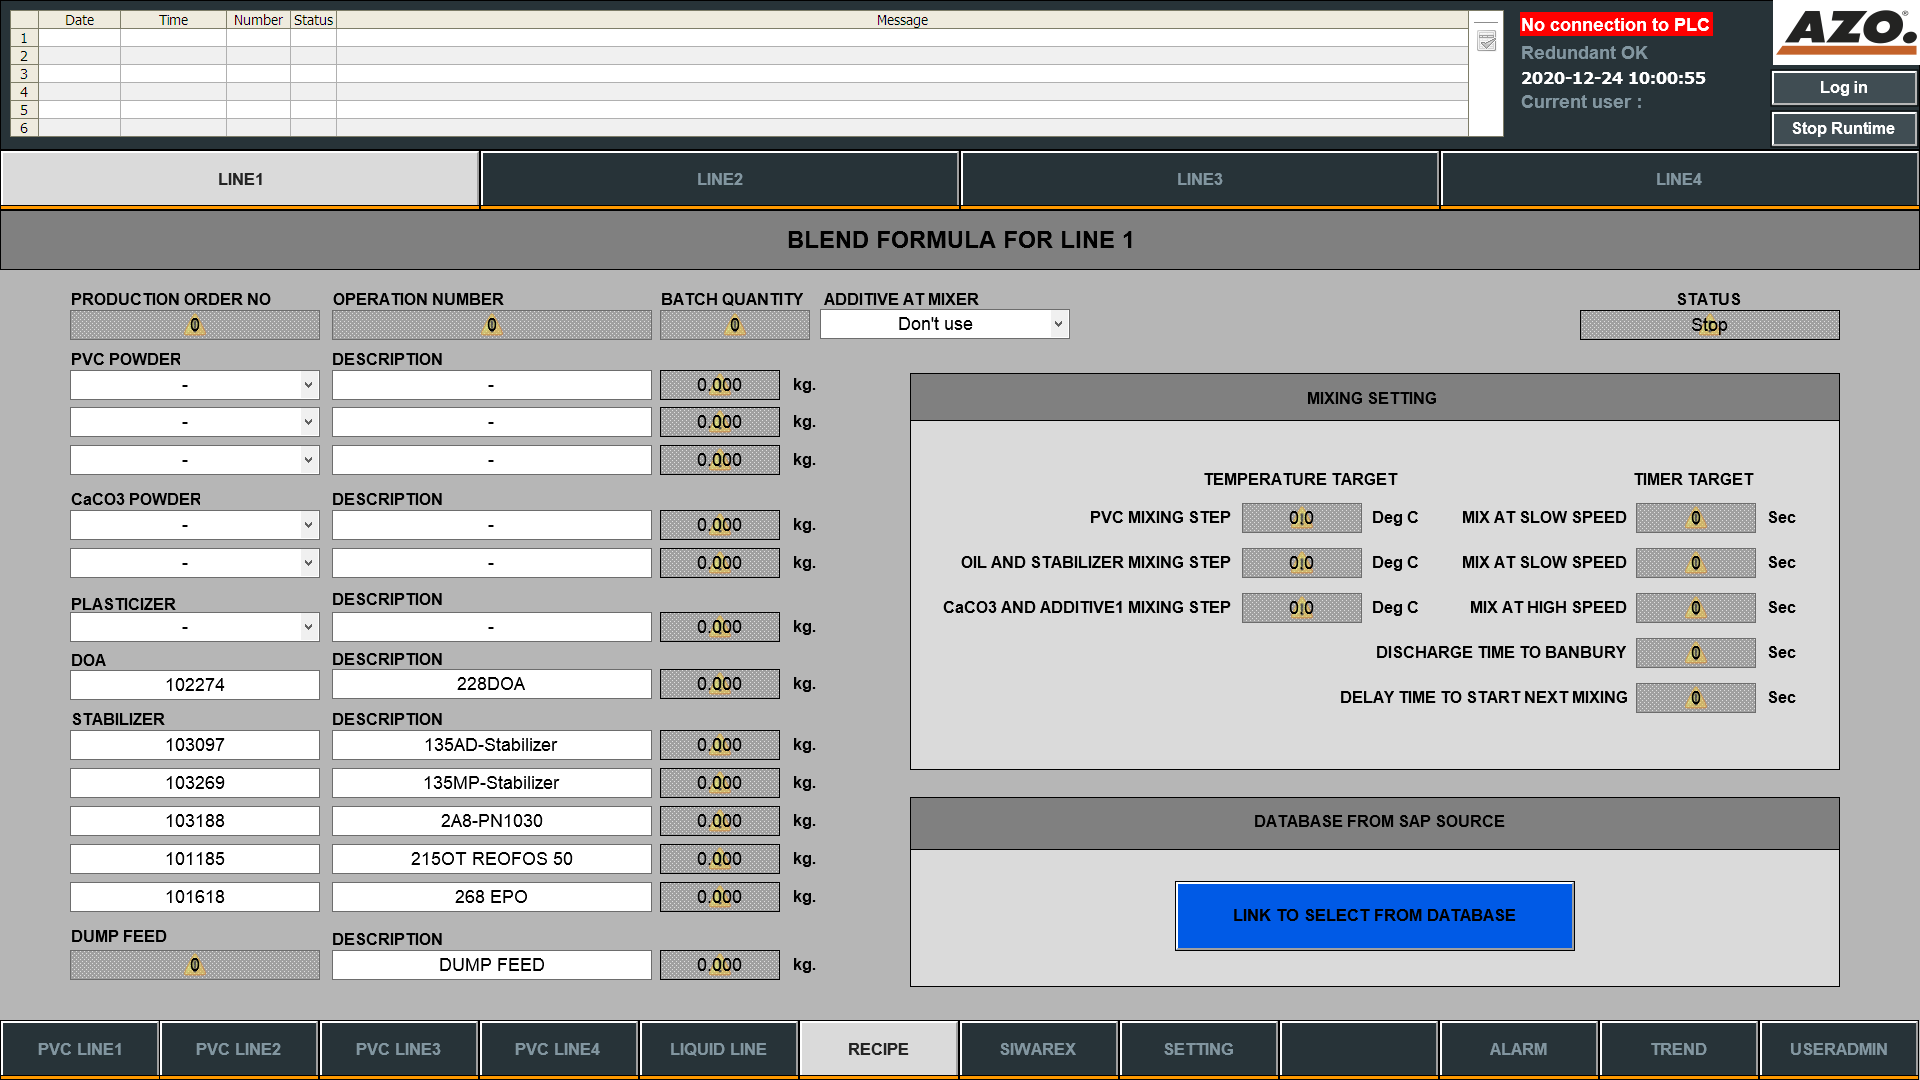 Date Time Number Status Message
1
2
3
4
5
6
No connection to PLC
Redundant OK
2020-12-24 10:00:55
Current user :
AZO.®
Log in
Stop Runtime
LINE1 LINE2 LINE3 LINE4
BLEND FORMULA FOR LINE 1
PRODUCTION ORDER NO OPERATION NUMBER BATCH QUANTITY ADDITIVE AT MIXER STATUS
0 0 0 Don't use Stop
PVC POWDER DESCRIPTION
- - 0.000 kg.
- - 0.000 kg.
- - 0.000 kg.
CaCO3 POWDER DESCRIPTION
- - 0.000 kg.
- - 0.000 kg.
PLASTICIZER DESCRIPTION
- - 0.000 kg.
DOA DESCRIPTION
102274 228DOA 0.000 kg.
STABILIZER DESCRIPTION
103097 135AD-Stabilizer 0.000 kg.
103269 135MP-Stabilizer 0.000 kg.
103188 2A8-PN1030 0.000 kg.
101185 215OT REOFOS 50 0.000 kg.
101618 268 EPO 0.000 kg.
DUMP FEED DESCRIPTION
0 DUMP FEED 0.000 kg.
MIXING SETTING
TEMPERATURE TARGET TIMER TARGET
PVC MIXING STEP 0.0 Deg C MIX AT SLOW SPEED 0 Sec
OIL AND STABILIZER MIXING STEP 0.0 Deg C MIX AT SLOW SPEED 0 Sec
CaCO3 AND ADDITIVE1 MIXING STEP 0.0 Deg C MIX AT HIGH SPEED 0 Sec
DISCHARGE TIME TO BANBURY 0 Sec
DELAY TIME TO START NEXT MIXING 0 Sec
DATABASE FROM SAP SOURCE
LINK TO SELECT FROM DATABASE
PVC LINE1 PVC LINE2 PVC LINE3 PVC LINE4 LIQUID LINE RECIPE SIWAREX SETTING ALARM TREND USERADMIN